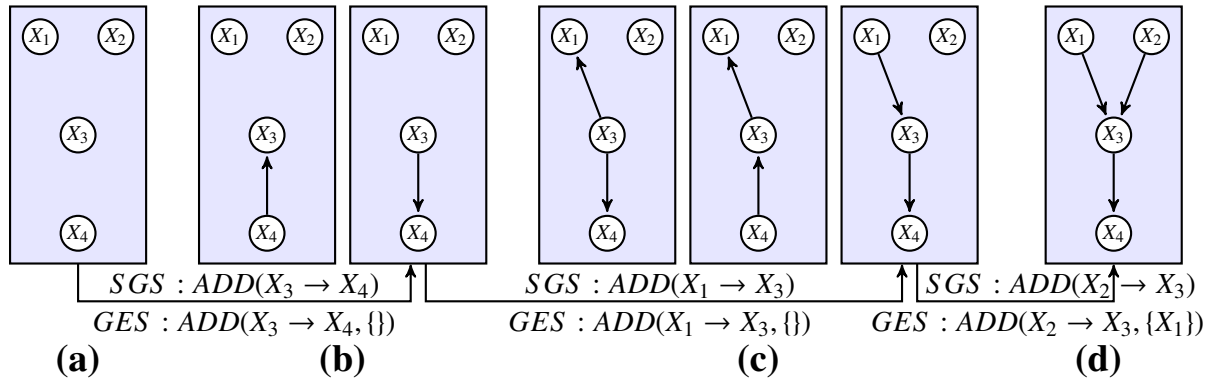 X₁ X₂ X₁ X₂ X₁ X₂ X₁ X₂ X₁ X₂ X₁ X₂ X₁ X₂
X₃ X₃ X₃ X₃ X₃ X₃ X₃
X₄ X₄ X₄ X₄ X₄ X₄ X₄
SGS : ADD(X₃ → X₄) SGS : ADD(X₁ → X₃) SGS : ADD(X₂ → X₃)
GES : ADD(X₃ → X₄, {}) GES : ADD(X₁ → X₃, {}) GES : ADD(X₂ → X₃, {X₁})
(a) (b) (c) (d)